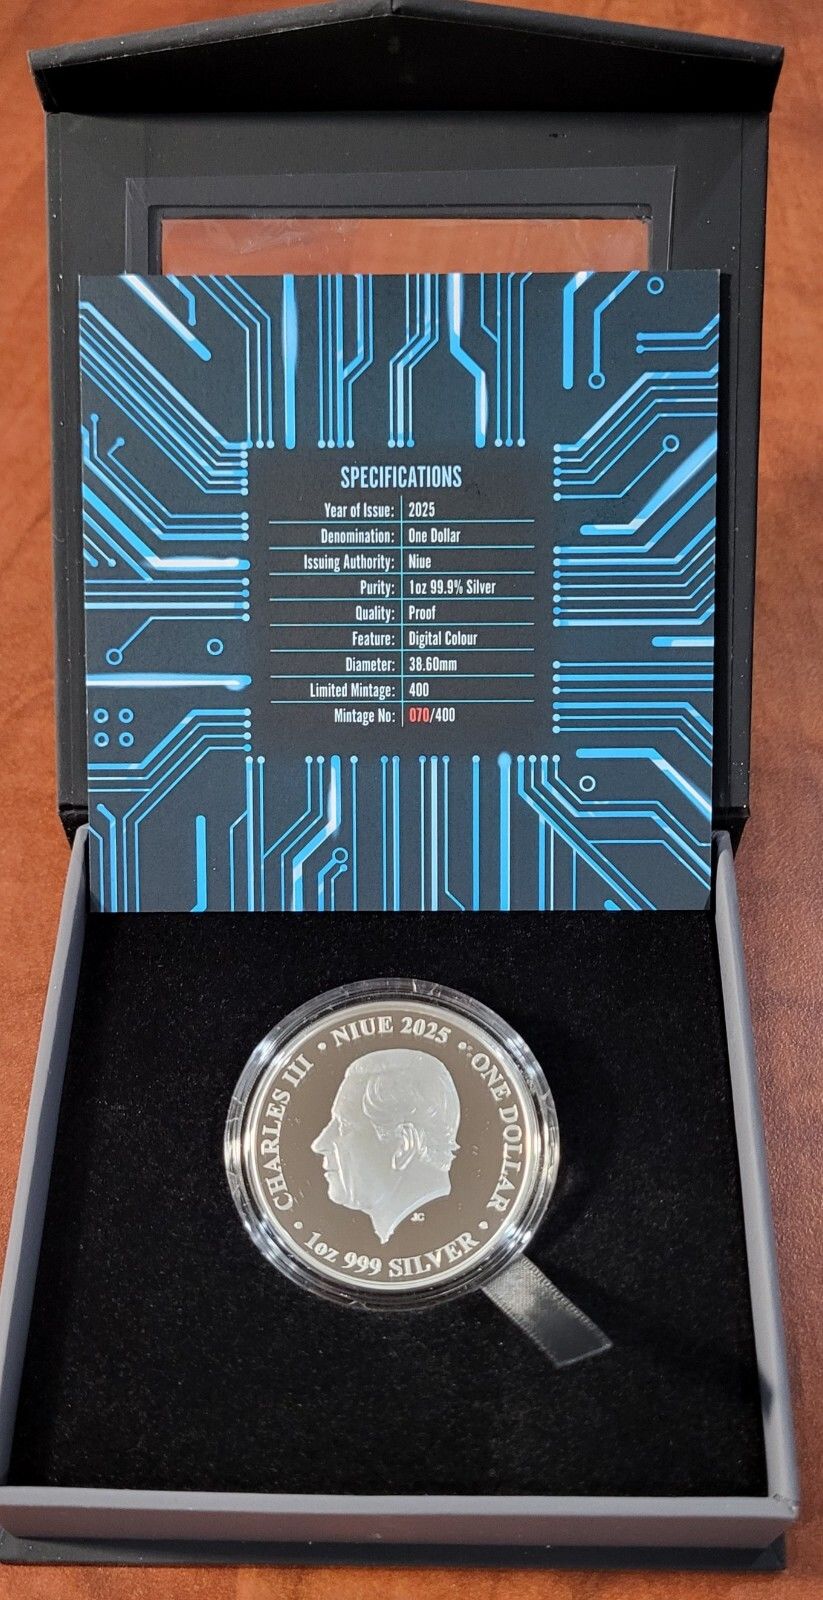 SPECIFICATIONS
Year of Issue: 2025
Denomination: One Dollar
Issuing Authority: Niue
Purity: 1oz 99.9% Silver
Quality: Proof
Feature: Digital Colour
Diameter: 38.60mm
Limited Mintage: 400
Mintage No: 070/400
CHARLES III • NIUE 2025 • ONE DOLLAR •
1oz 999 SILVER •
JC